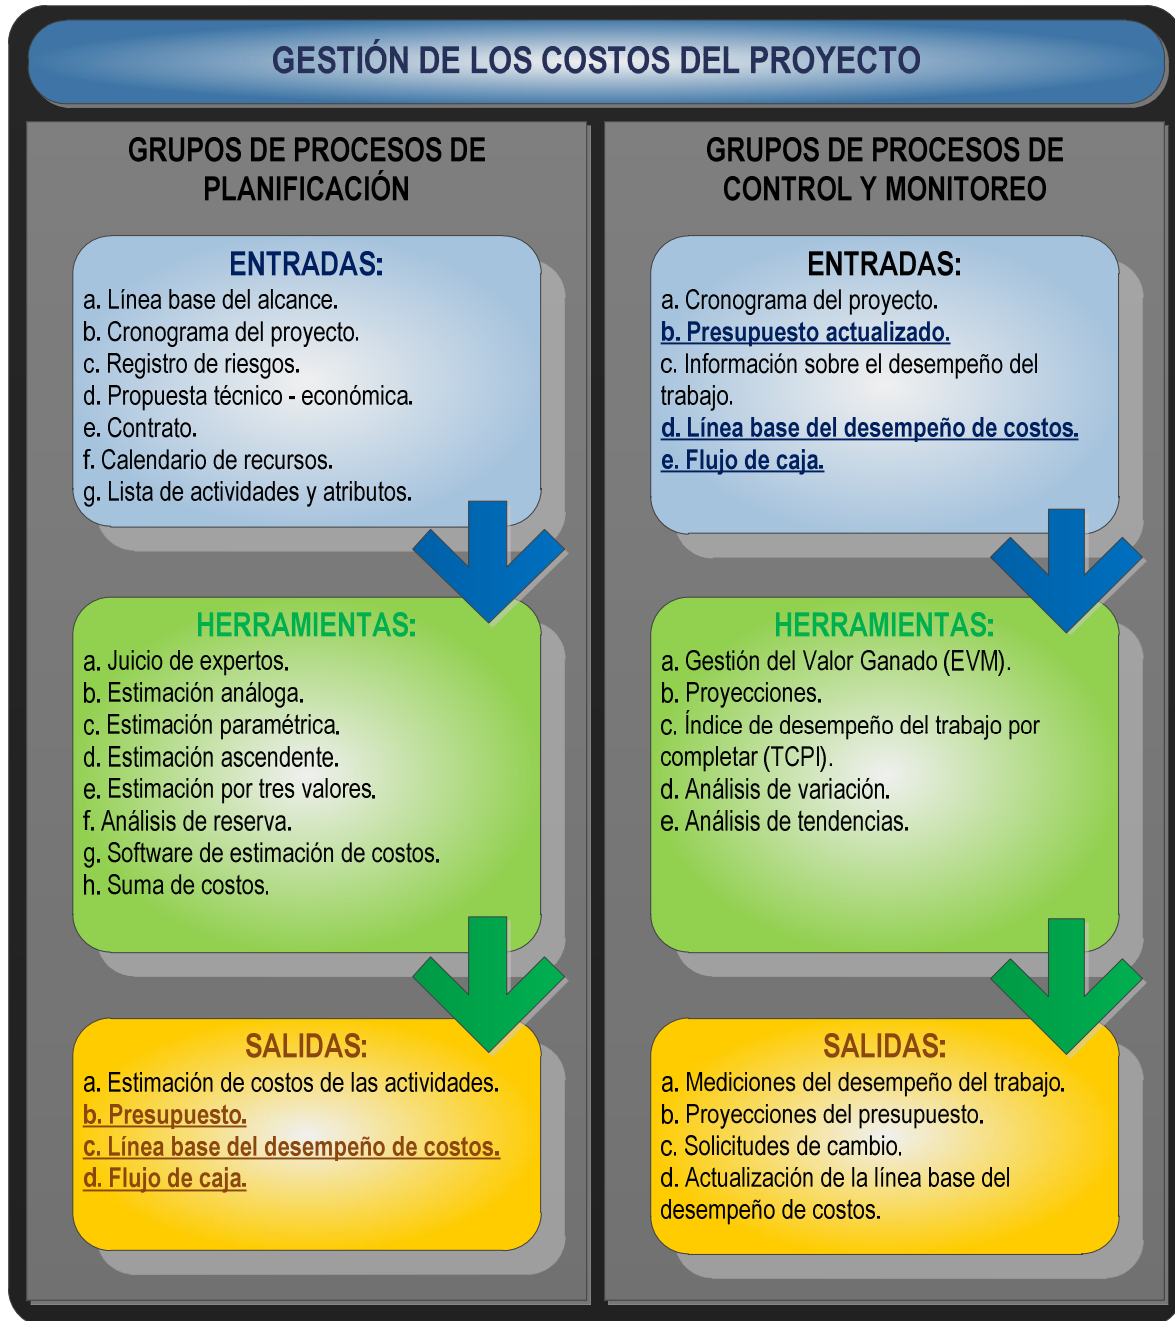 GESTIÓN DE LOS COSTOS DEL PROYECTO
GRUPOS DE PROCESOS DE
PLANIFICACIÓN
ENTRADAS:
a. Línea base del alcance.
b. Cronograma del proyecto.
c. Registro de riesgos.
d. Propuesta técnico - económica.
e. Contrato.
f. Calendario de recursos.
g. Lista de actividades y atributos.
HERRAMIENTAS:
a. Juicio de expertos.
b. Estimación análoga.
c. Estimación paramétrica.
d. Estimación ascendente.
e. Estimación por tres valores.
f. Análisis de reserva.
g. Software de estimación de costos.
h. Suma de costos.
SALIDAS:
a. Estimación de costos de las actividades.
b. Presupuesto.
c. Línea base del desempeño de costos.
d. Flujo de caja.
GRUPOS DE PROCESOS DE
CONTROL Y MONITOREO
ENTRADAS:
a. Cronograma del proyecto.
b. Presupuesto actualizado.
c. Información sobre el desempeño del
trabajo.
d. Línea base del desempeño de costos.
e. Flujo de caja.
HERRAMIENTAS:
a. Gestión del Valor Ganado (EVM).
b. Proyecciones.
c. Índice de desempeño del trabajo por
completar (TCPI).
d. Análisis de variación.
e. Análisis de tendencias.
SALIDAS:
a. Mediciones del desempeño del trabajo.
b. Proyecciones del presupuesto.
c. Solicitudes de cambio.
d. Actualización de la línea base del
desempeño de costos.